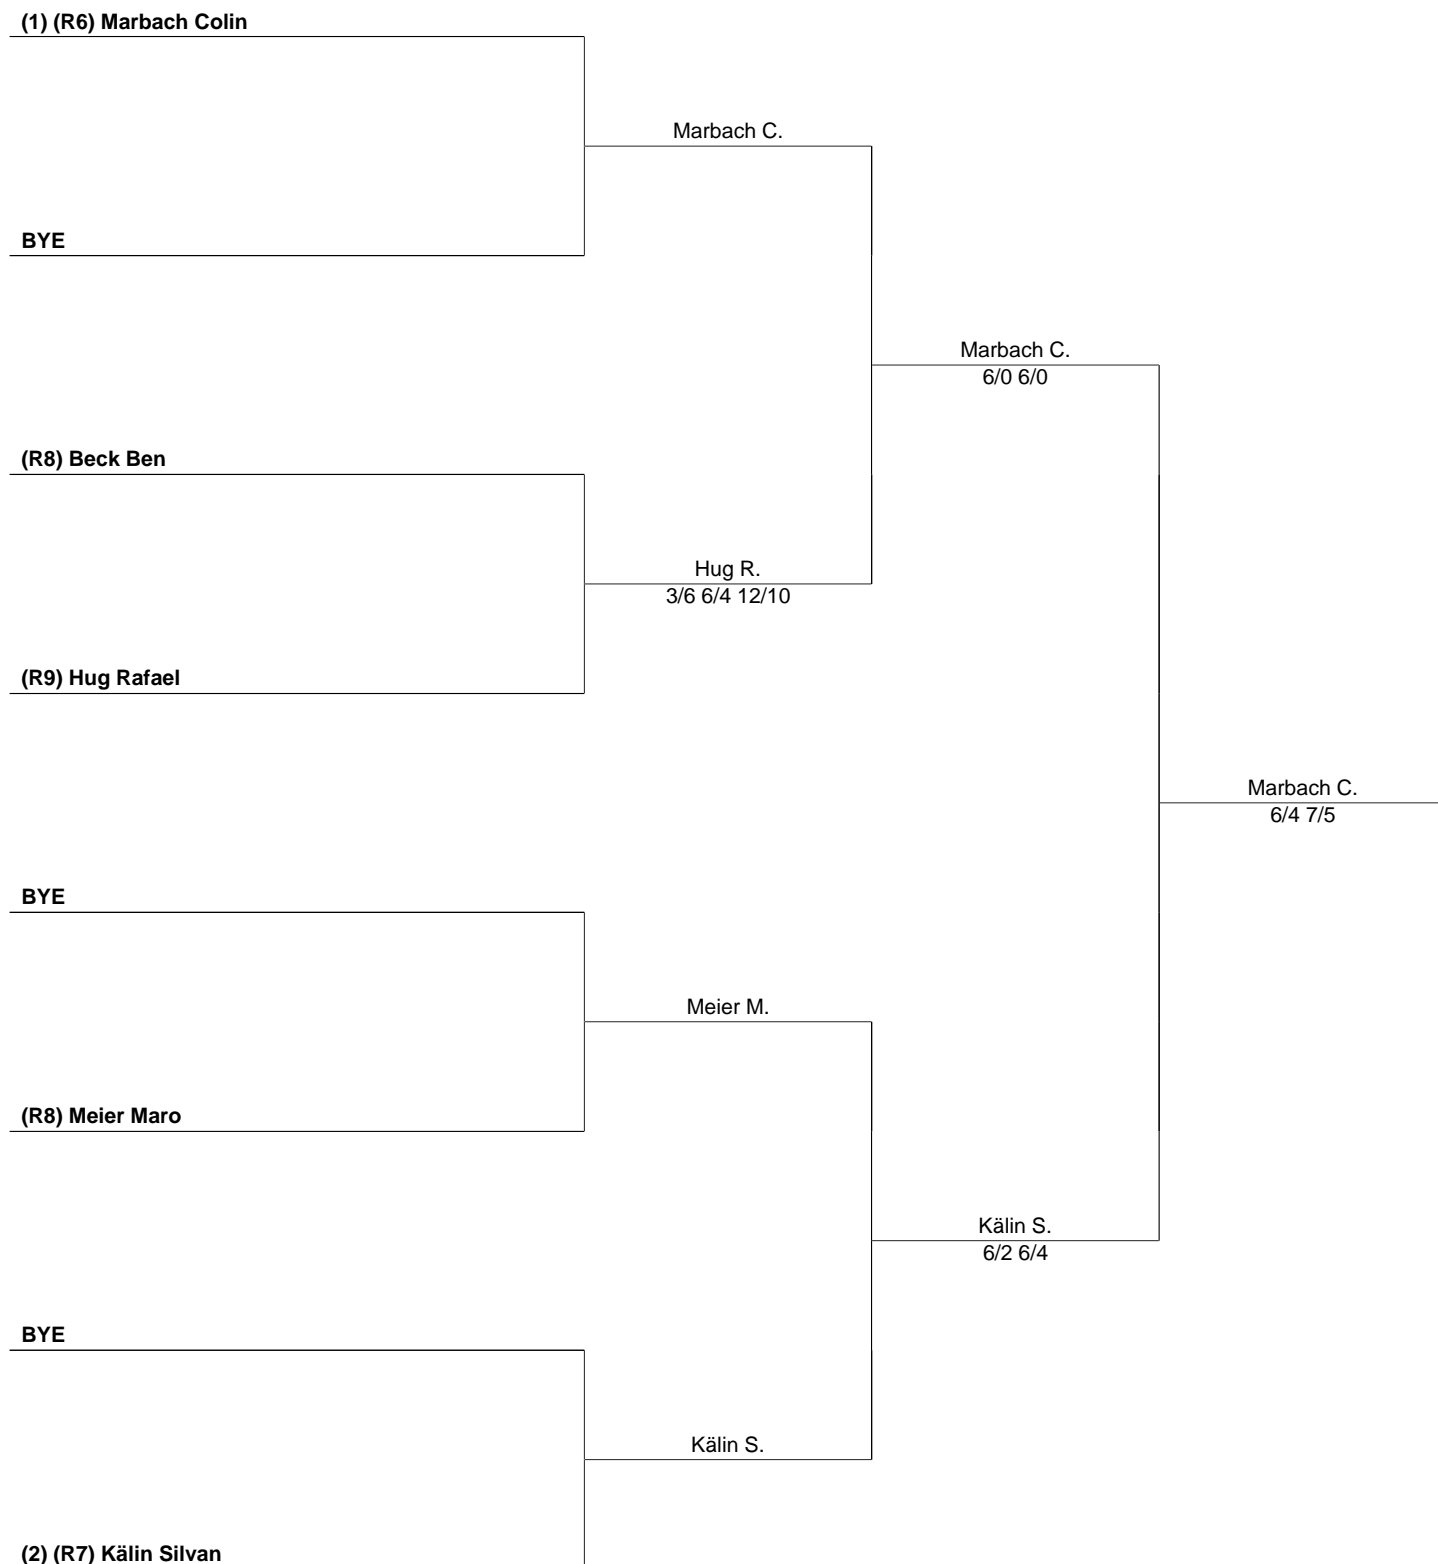 (1) (R6) Marbach Colin
Marbach C.
BYE
Marbach C.
6/0 6/0
(R8) Beck Ben
Hug R.
3/6 6/4 12/10
(R9) Hug Rafael
Marbach C.
6/4 7/5
BYE
Meier M.
(R8) Meier Maro
Kälin S.
6/2 6/4
BYE
Kälin S.
(2) (R7) Kälin Silvan